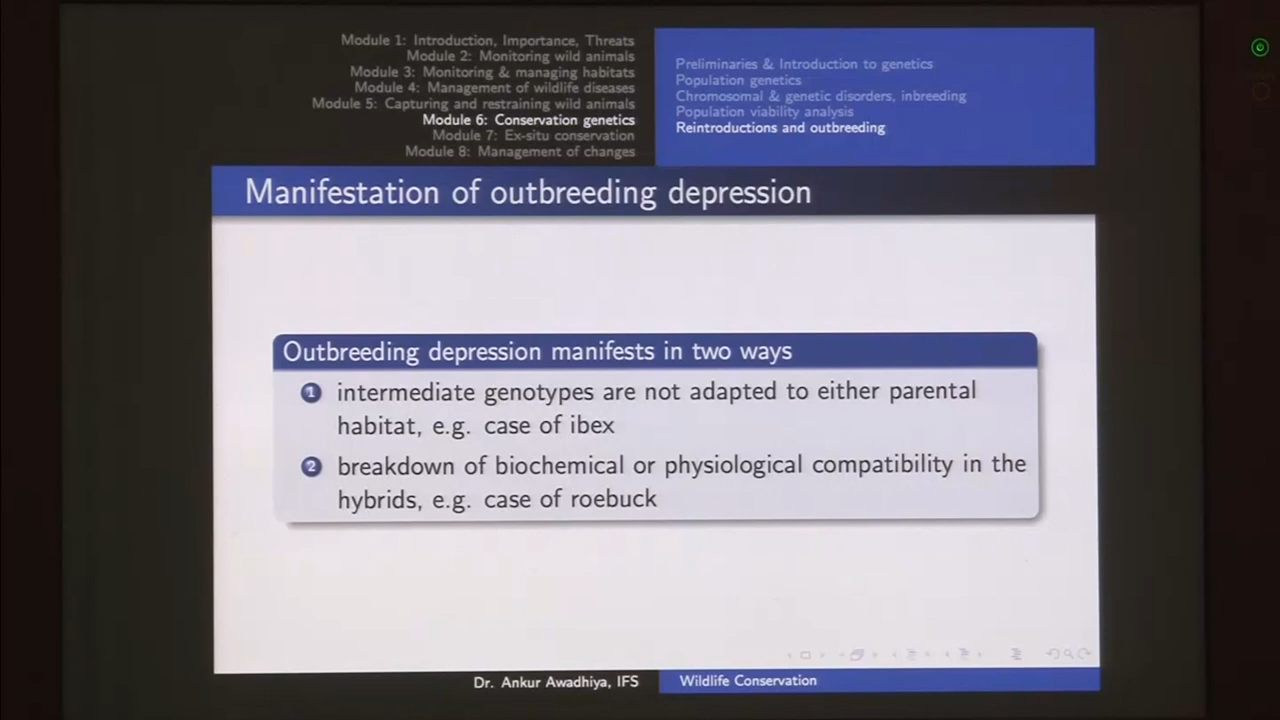 Module 1: Introduction, Importance, Threats
Module 2: Monitoring wild animals
Module 3: Monitoring & managing habitats
Module 4: Management of wildlife diseases
Module 5: Capturing and restraining wild animals
Module 6: Conservation genetics
Module 7: Ex-situ conservation
Module 8: Management of changes
Preliminaries & Introduction to genetics
Population genetics
Chromosomal & genetic disorders, inbreeding
Population viability analysis
Reintroductions and outbreeding
Manifestation of outbreeding depression
Outbreeding depression manifests in two ways
1 intermediate genotypes are not adapted to either parental
habitat, e.g. case of ibex
2 breakdown of biochemical or physiological compatibility in the
hybrids, e.g. case of roebuck
Dr. Ankur Awadhiya, IFS
Wildlife Conservation